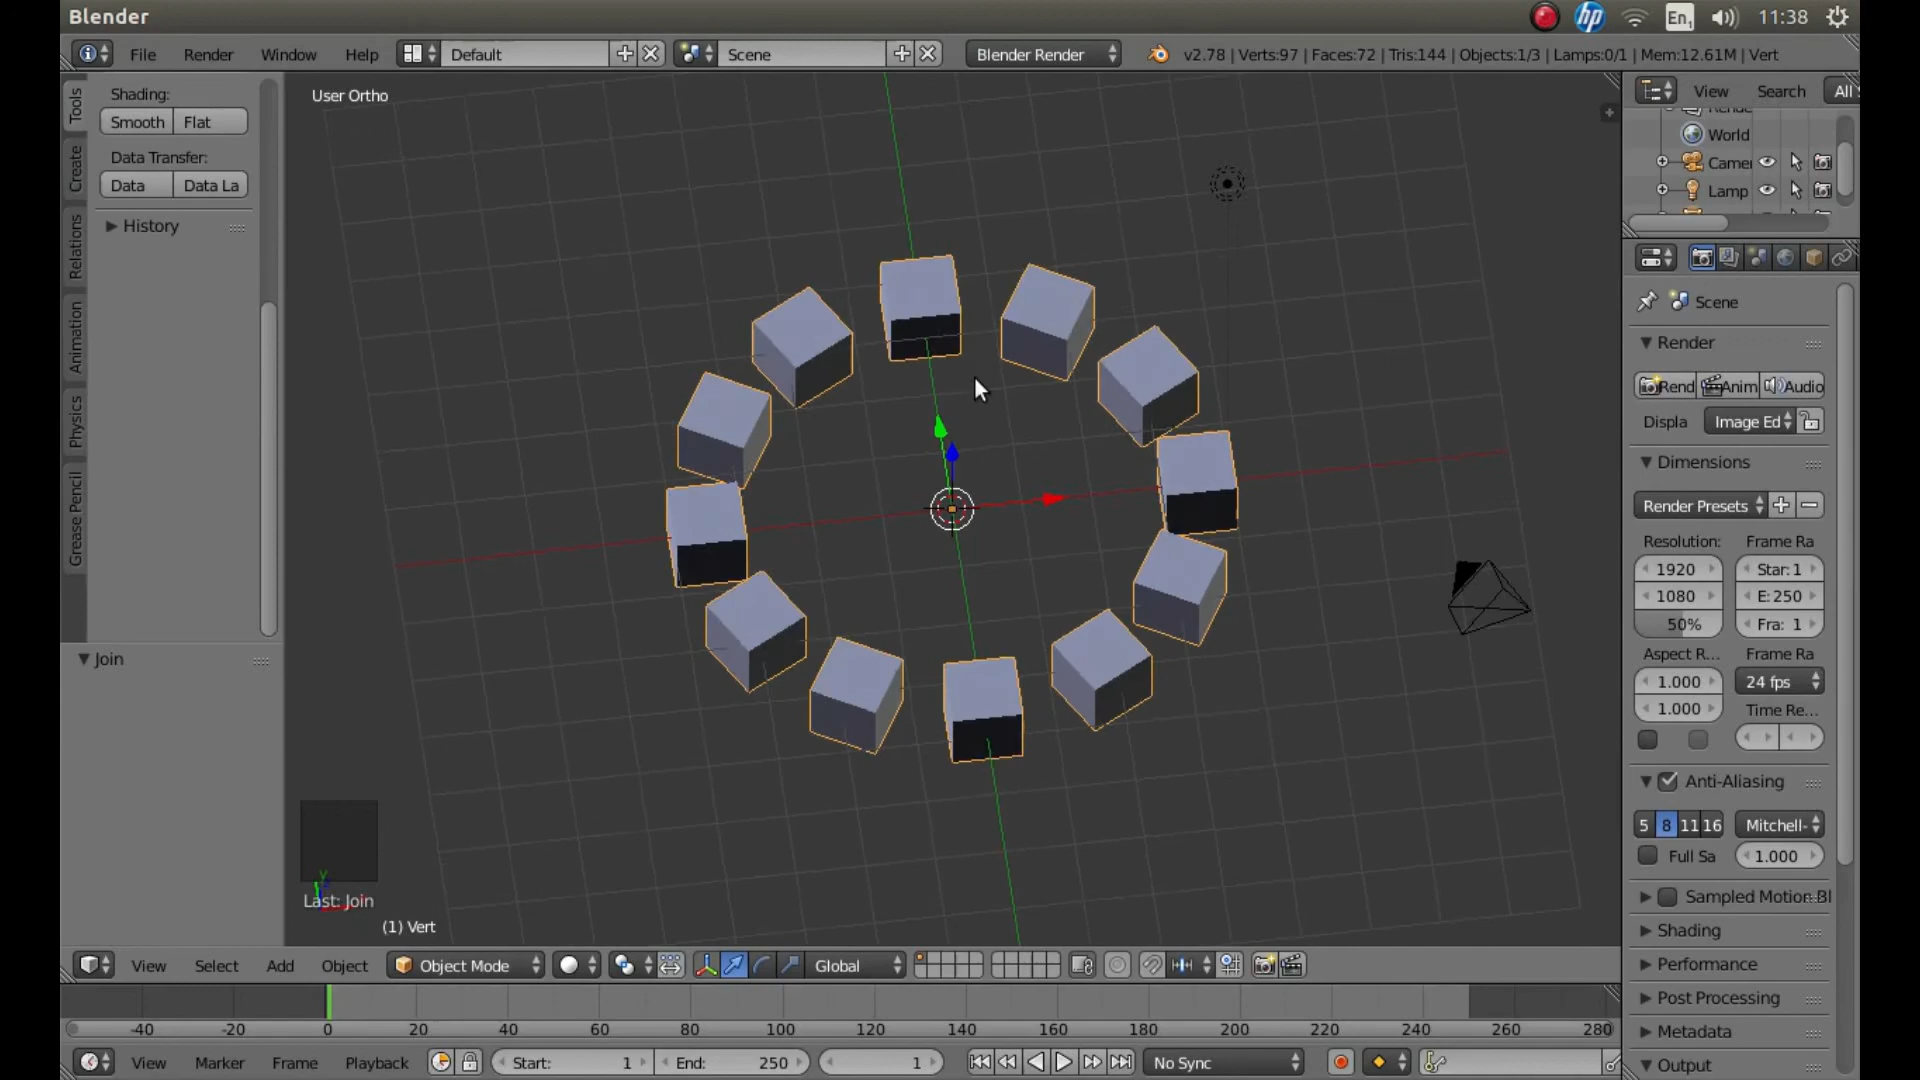 Blender
En1 11:38
File Render Window Help Default Scene Blender Render v2.78 | Verts:97 | Faces:72 | Tris:144 | Objects:1/3 | Lamps:0/1 | Mem:12.61M | Vert
Tools
Create
Relations
Animation
Physics
Grease Pencil
Shading:
Smooth Flat
Data Transfer:
Data Data La
History
Join
User Ortho
Last: Join
(1) Vert
View Search All
World
Camer
Lamp
Scene
Render
Rend Anim Audio
Displa Image Ed
Dimensions
Render Presets
Resolution: Frame Ra
1920 Star: 1
1080 E: 250
50% Fra: 1
Aspect R... Frame Ra
1.000 24 fps
1.000 Time Re...
Anti-Aliasing
5 8 11 16 Mitchell-
Full Sa 1.000
Sampled Motion Bl
Shading
Performance
Post Processing
Metadata
Output
View Select Add Object Object Mode Global
-40 -20 0 20 40 60 80 100 120 140 160 180 200 220 240 260 280
View Marker Frame Playback Start: 1 End: 250 1 No Sync